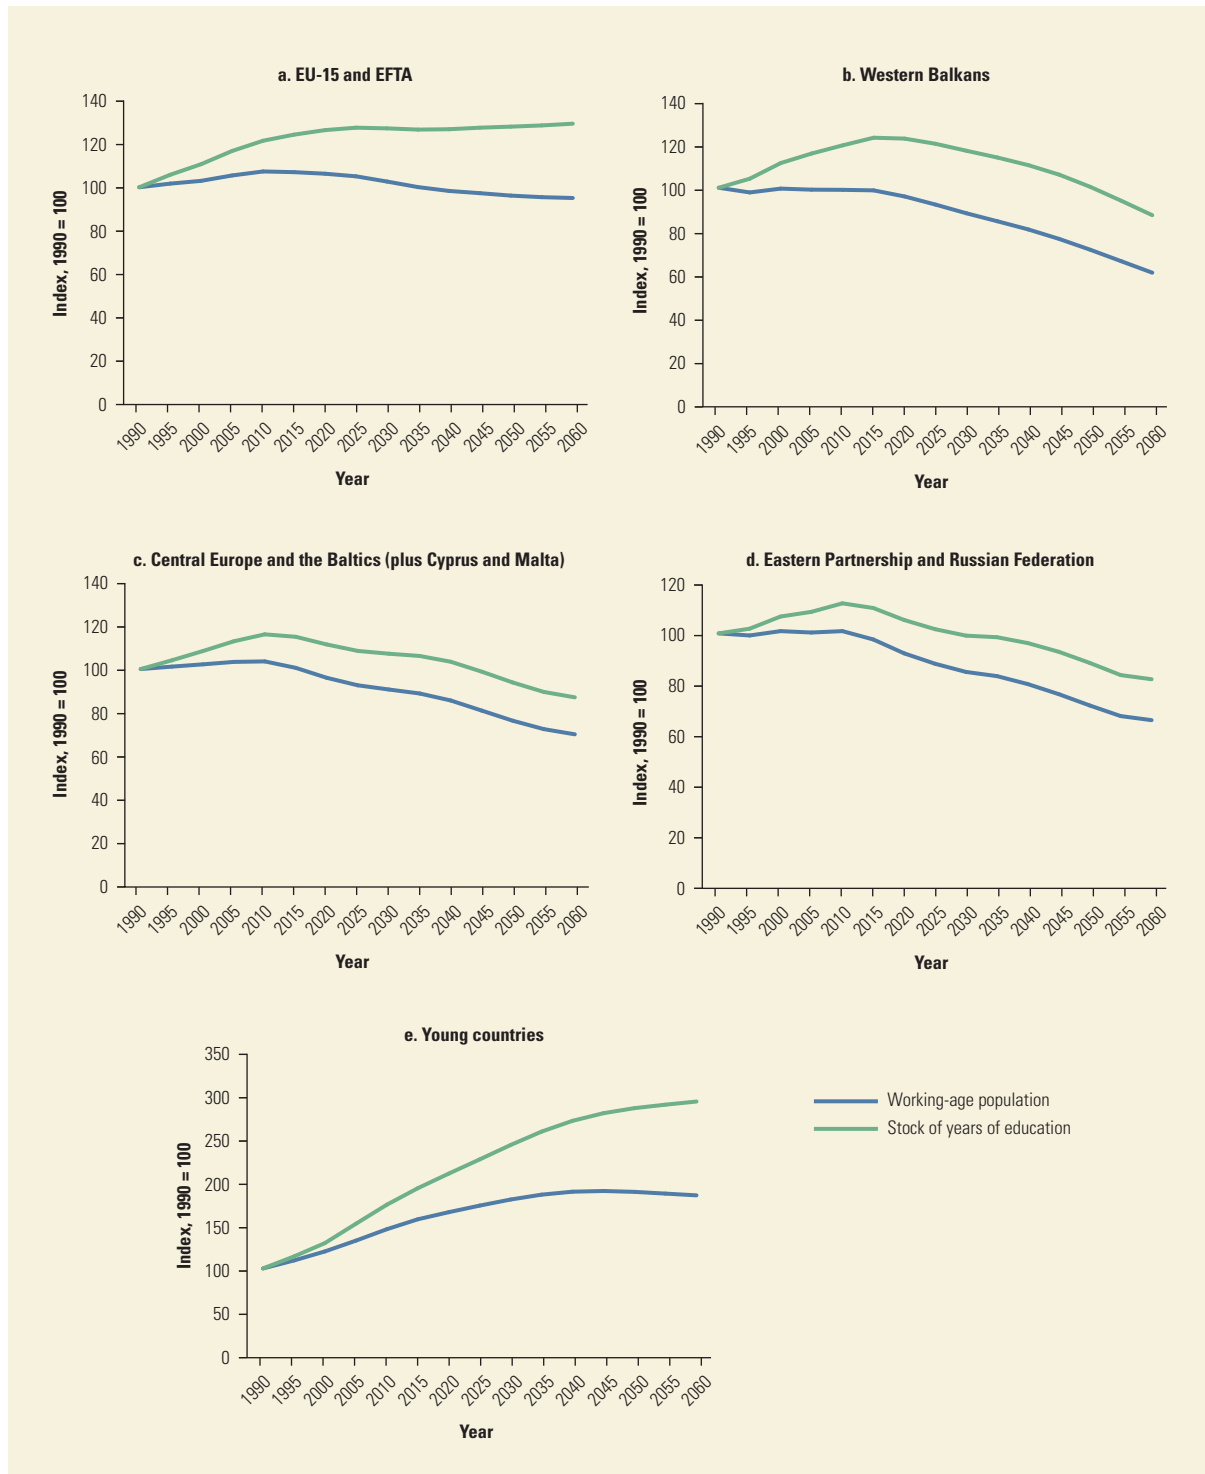 a. EU-15 and EFTA
140
120
100
80
60
40
20
0
Index, 1990 = 100
1990 1995 2000 2005 2010 2015 2020 2025 2030 2035 2040 2045 2050 2055 2060
Year
b. Western Balkans
140
120
100
80
60
40
20
0
Index, 1990 = 100
1990 1995 2000 2005 2010 2015 2020 2025 2030 2035 2040 2045 2050 2055 2060
Year
c. Central Europe and the Baltics (plus Cyprus and Malta)
140
120
100
80
60
40
20
0
Index, 1990 = 100
1990 1995 2000 2005 2010 2015 2020 2025 2030 2035 2040 2045 2050 2055 2060
Year
d. Eastern Partnership and Russian Federation
120
100
80
60
40
20
0
Index, 1990 = 100
1990 1995 2000 2005 2010 2015 2020 2025 2030 2035 2040 2045 2050 2055 2060
Year
e. Young countries
350
300
250
200
150
100
50
0
Index, 1990 = 100
1990 1995 2000 2005 2010 2015 2020 2025 2030 2035 2040 2045 2050 2055 2060
Year
Working-age population
Stock of years of education